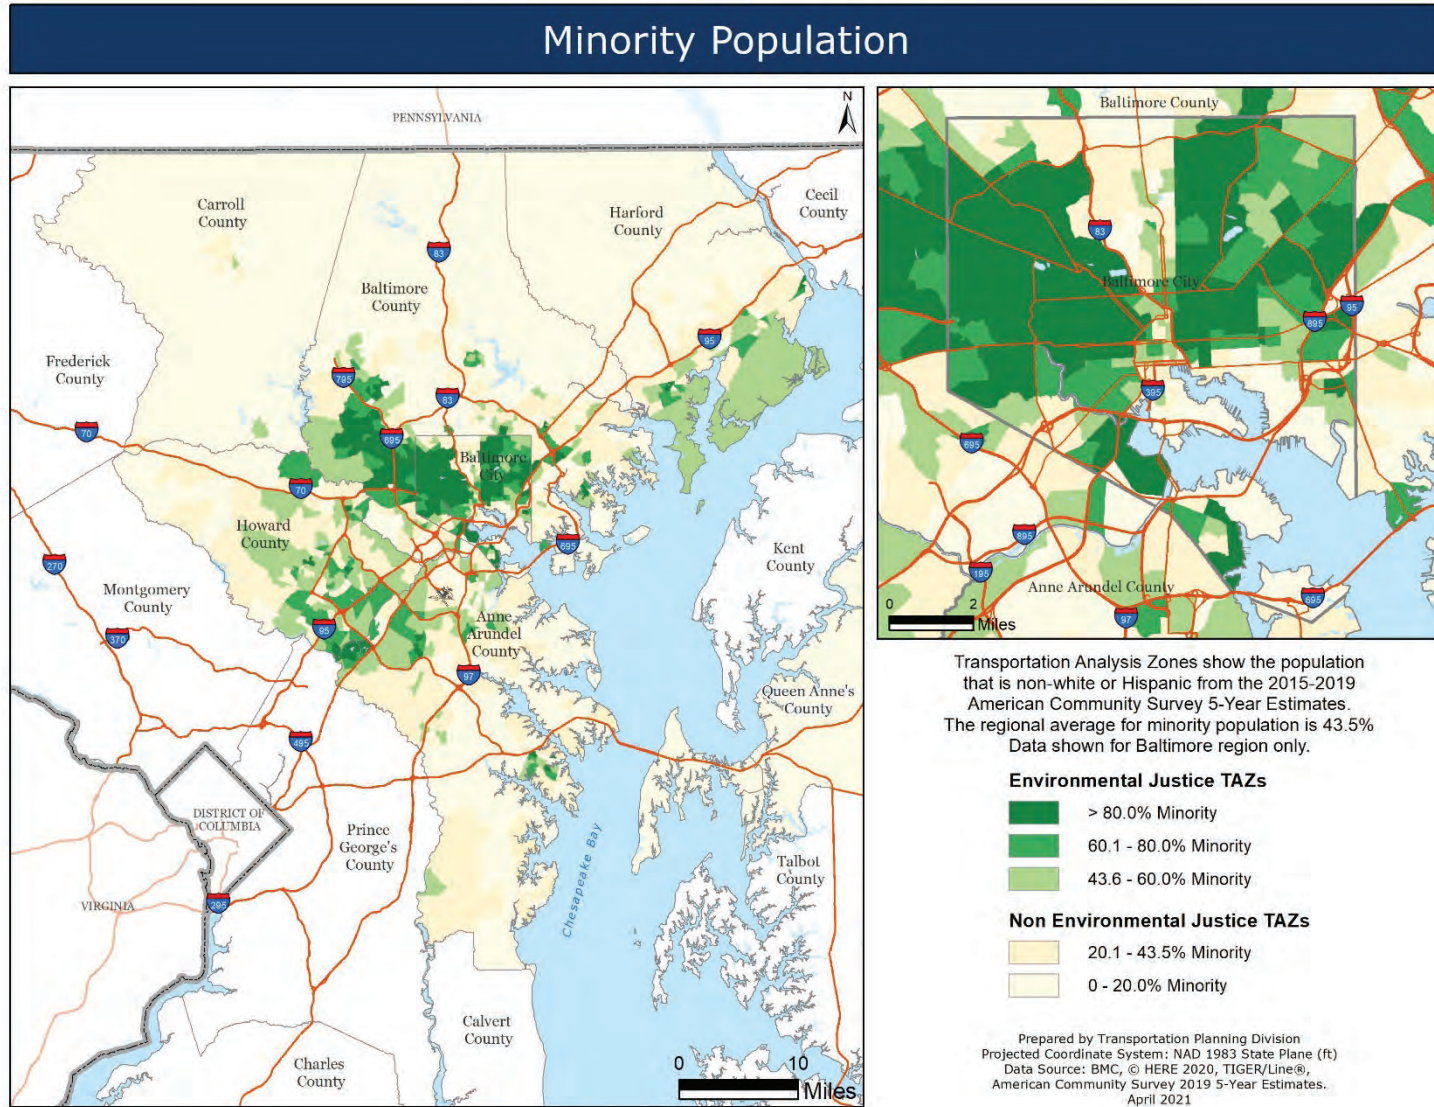 Minority Population
N
PENNSYLVANIA
Carroll
County
Cecil
County
Harford
County
83
Baltimore
County
95
Frederick
County
795
83
70
695
Baltimore
City
70
Howard
County
695
Kent
County
270
Montgomery
County
370
95
Anne
Arundel
County
97
Queen Anne's
County
495
DISTRICT OF
COLUMBIA
Prince
George's
County
Talbot
County
VIRGINIA
295
Chesapeake Bay
Calvert
County
Charles
County
0 10
Miles
Baltimore County
83
Baltimore City
95
895
395
695
895
195
Anne Arundel County
695
97
0 2
Miles
Transportation Analysis Zones show the population
that is non-white or Hispanic from the 2015-2019
American Community Survey 5-Year Estimates.
The regional average for minority population is 43.5%
Data shown for Baltimore region only.
Environmental Justice TAZs
> 80.0% Minority
60.1 - 80.0% Minority
43.6 - 60.0% Minority
Non Environmental Justice TAZs
20.1 - 43.5% Minority
0 - 20.0% Minority
Prepared by Transportation Planning Division
Projected Coordinate System: NAD 1983 State Plane (ft)
Data Source: BMC, © HERE 2020, TIGER/Line®,
American Community Survey 2019 5-Year Estimates.
April 2021